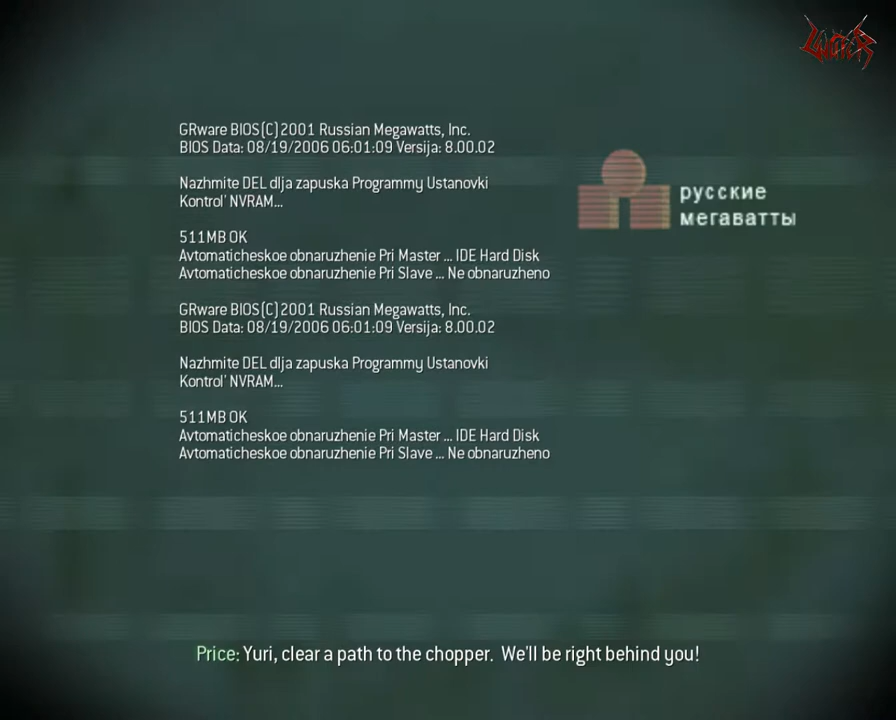 LUCIFER
GRware BIOS(C)2001 Russian Megawatts, Inc.
BIOS Data: 08/19/2006 06:01:09 Versija: 8.00.02
Nazhmite DEL dlja zapuska Programmy Ustanovki
Kontrol' NVRAM...
511MB OK
Avtomaticheskoe obnaruzhenie Pri Master ... IDE Hard Disk
Avtomaticheskoe obnaruzhenie Pri Slave ... Ne obnaruzheno
GRware BIOS(C)2001 Russian Megawatts, Inc.
BIOS Data: 08/19/2006 06:01:09 Versija: 8.00.02
Nazhmite DEL dlja zapuska Programmy Ustanovki
Kontrol' NVRAM...
511MB OK
Avtomaticheskoe obnaruzhenie Pri Master ... IDE Hard Disk
Avtomaticheskoe obnaruzhenie Pri Slave ... Ne obnaruzheno
русские
мегаватты
Price: Yuri, clear a path to the chopper. We'll be right behind you!